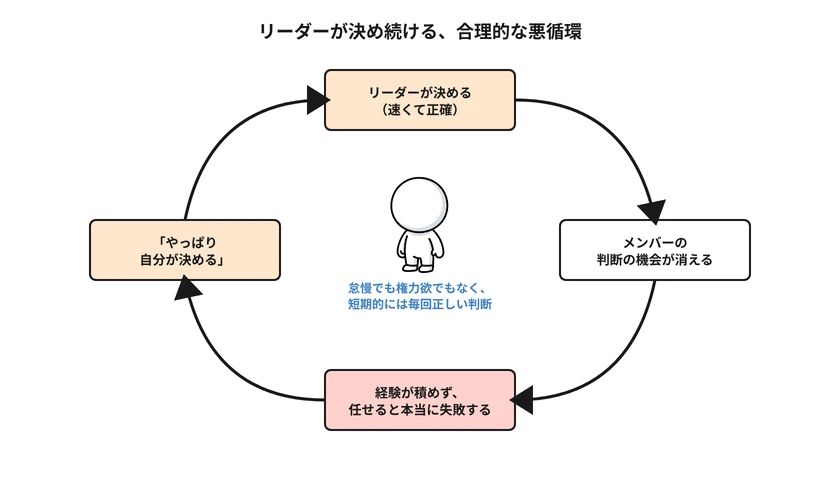 リーダーが決め続ける、合理的な悪循環
リーダーが決める
（速くて正確）
メンバーの
判断の機会が消える
「やっぱり
自分が決める」
怠慢でも権力欲でもなく、
短期的には毎回正しい判断
経験が積めず、
任せると本当に失敗する